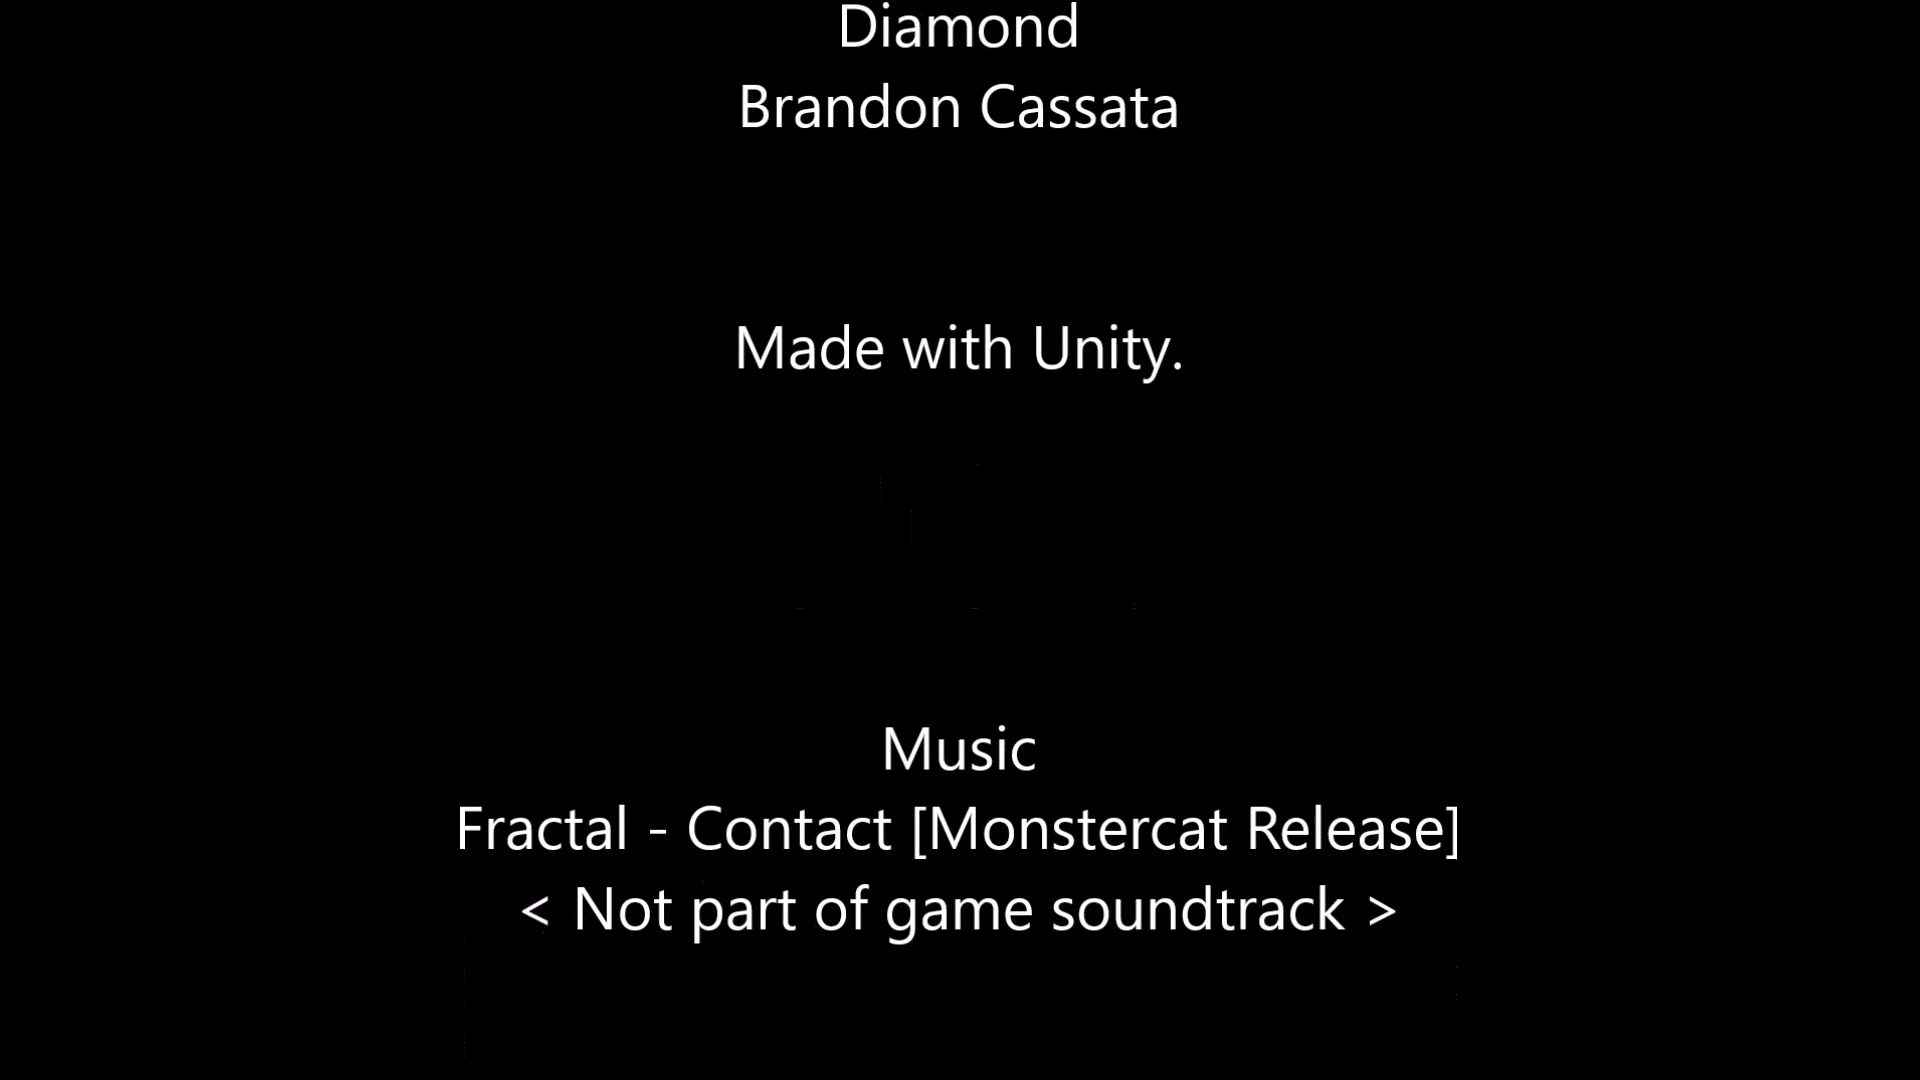 Diamond
Brandon Cassata
Made with Unity.
Music
Fractal - Contact [Monstercat Release]
< Not part of game soundtrack >